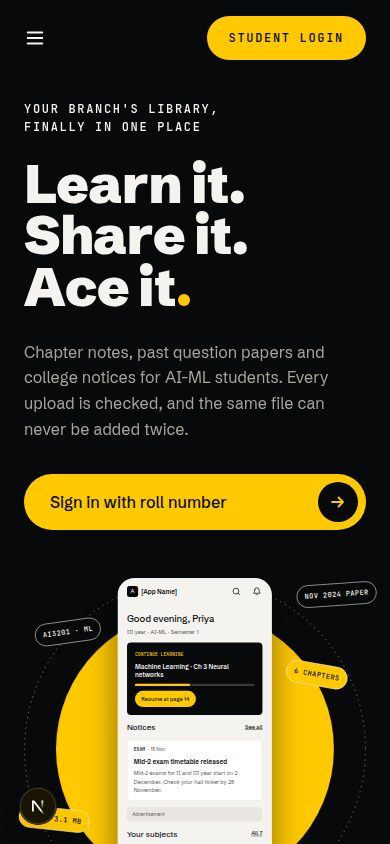 STUDENT LOGIN
YOUR BRANCH'S LIBRARY,
FINALLY IN ONE PLACE
Learn it.
Share it.
Ace it.
Chapter notes, past question papers and
college notices for AI-ML students. Every
upload is checked, and the same file can
never be added twice.
Sign in with roll number
A [App Name]
NOV 2024 PAPER
Good evening, Priya
III year · AI-ML · Semester 1
AI3201 · ML
CONTINUE LEARNING
Machine Learning · Ch 3 Neural
networks
6 CHAPTERS
Resume at page 14
Notices See all
EXAM · 15 Nov
Mid-2 exam timetable released
Mid-2 exams for II and III year start on 2
December. Check your hall ticket by 28
November.
N
3.1 MB
Advertisement
Your subjects All 7